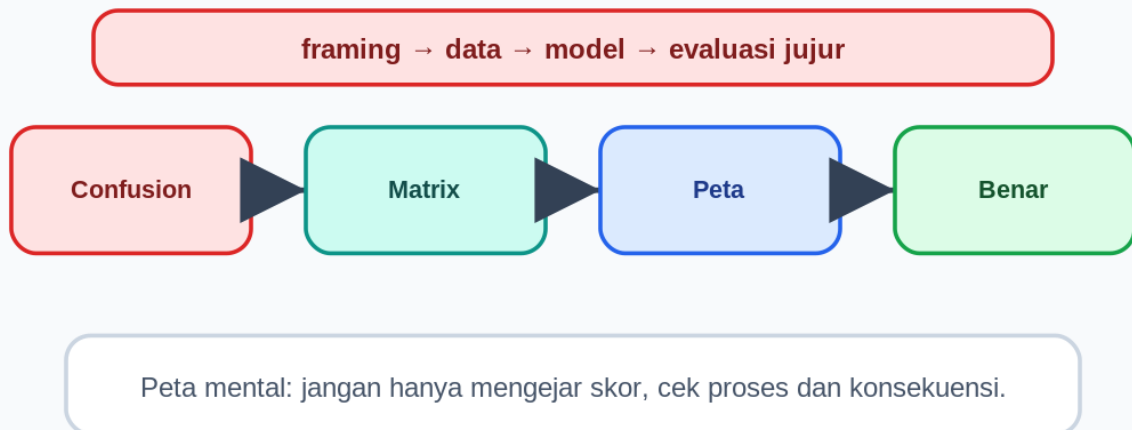 framing → data → model → evaluasi jujur
Confusion
Matrix
Peta
Benar
Peta mental: jangan hanya mengejar skor, cek proses dan konsekuensi.